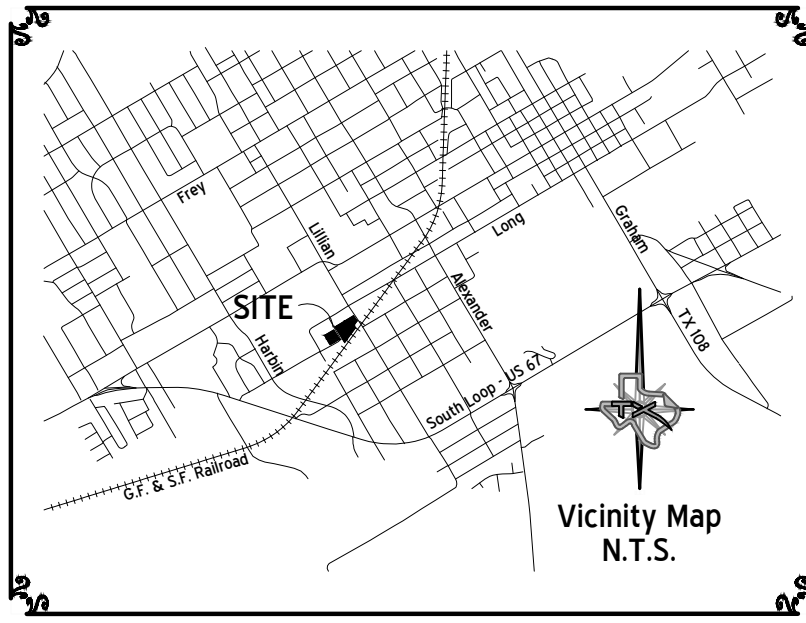 Frey
Lillian
Long
Graham
SITE
Alexander
Harbin
TX 108
South Loop - US 67
G.F. & S.F. Railroad
TX
Vicinity Map
N.T.S.